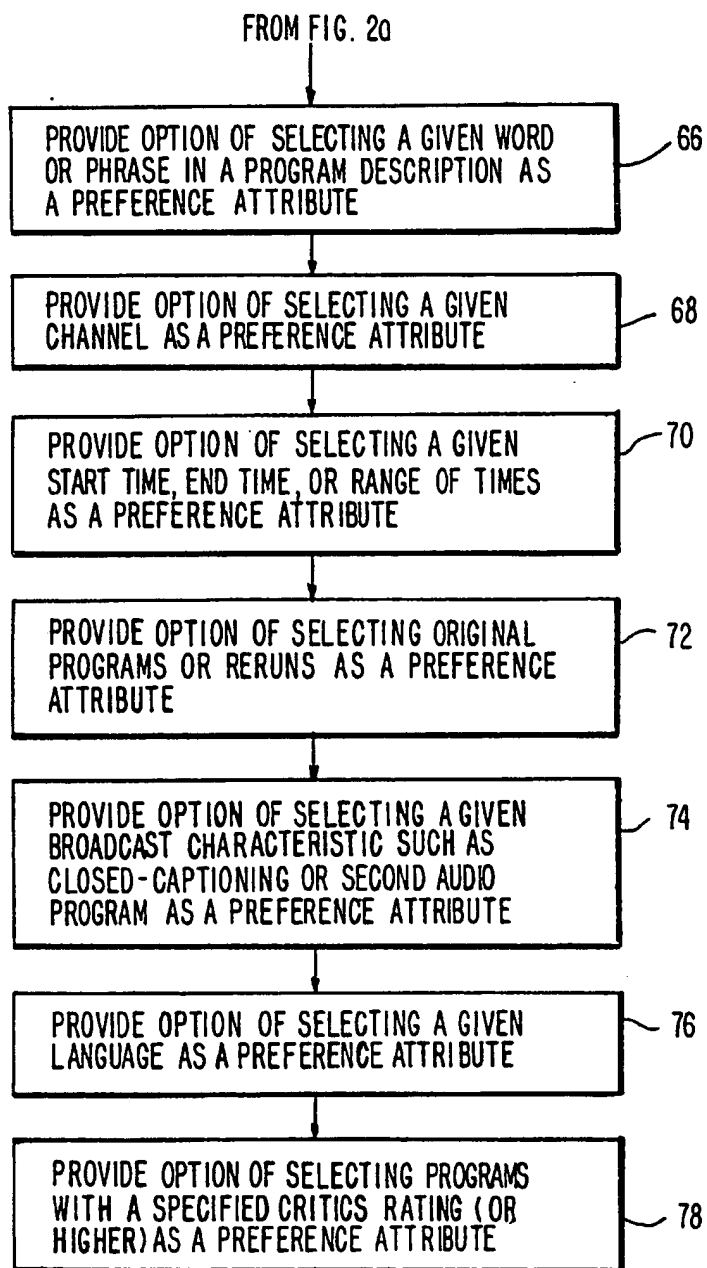 FROM FIG. 2a
PROVIDE OPTION OF SELECTING A GIVEN WORD
OR PHRASE IN A PROGRAM DESCRIPTION AS
A PREFERENCE ATTRIBUTE
66
PROVIDE OPTION OF SELECTING A GIVEN
CHANNEL AS A PREFERENCE ATTRIBUTE
68
PROVIDE OPTION OF SELECTING A GIVEN
START TIME, END TIME, OR RANGE OF TIMES
AS A PREFERENCE ATTRIBUTE
70
PROVIDE OPTION OF SELECTING ORIGINAL
PROGRAMS OR RERUNS AS A PREFERENCE
ATTRIBUTE
72
PROVIDE OPTION OF SELECTING A GIVEN
BROADCAST CHARACTERISTIC SUCH AS
CLOSED-CAPTIONING OR SECOND AUDIO
PROGRAM AS A PREFERENCE ATTRIBUTE
74
PROVIDE OPTION OF SELECTING A GIVEN
LANGUAGE AS A PREFERENCE ATTRIBUTE
76
PROVIDE OPTION OF SELECTING PROGRAMS
WITH A SPECIFIED CRITICS RATING (OR
HIGHER) AS A PREFERENCE ATTRIBUTE
78